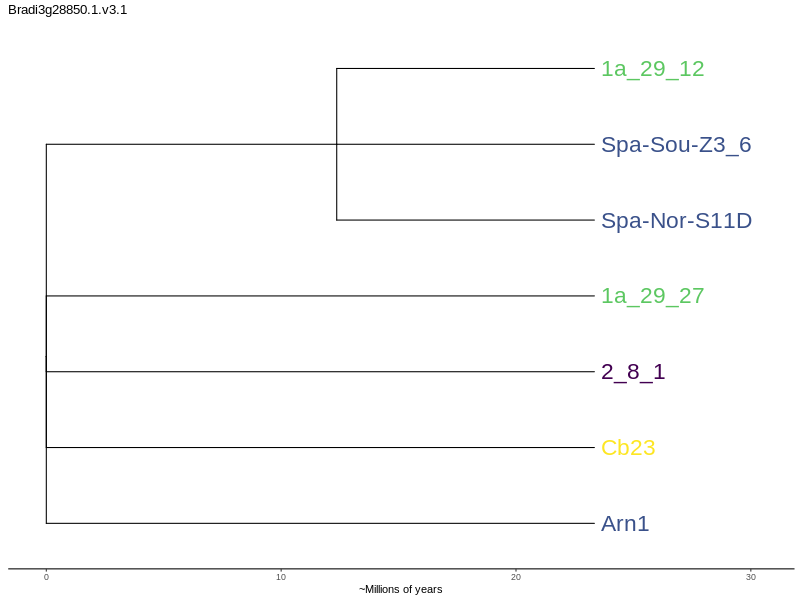 Bradi3g28850.1.v3.1
1a_29_12
Spa-Sou-Z3_6
Spa-Nor-S11D
1a_29_27
2_8_1
Cb23
Arn1
0 10 20 30
~Millions of years